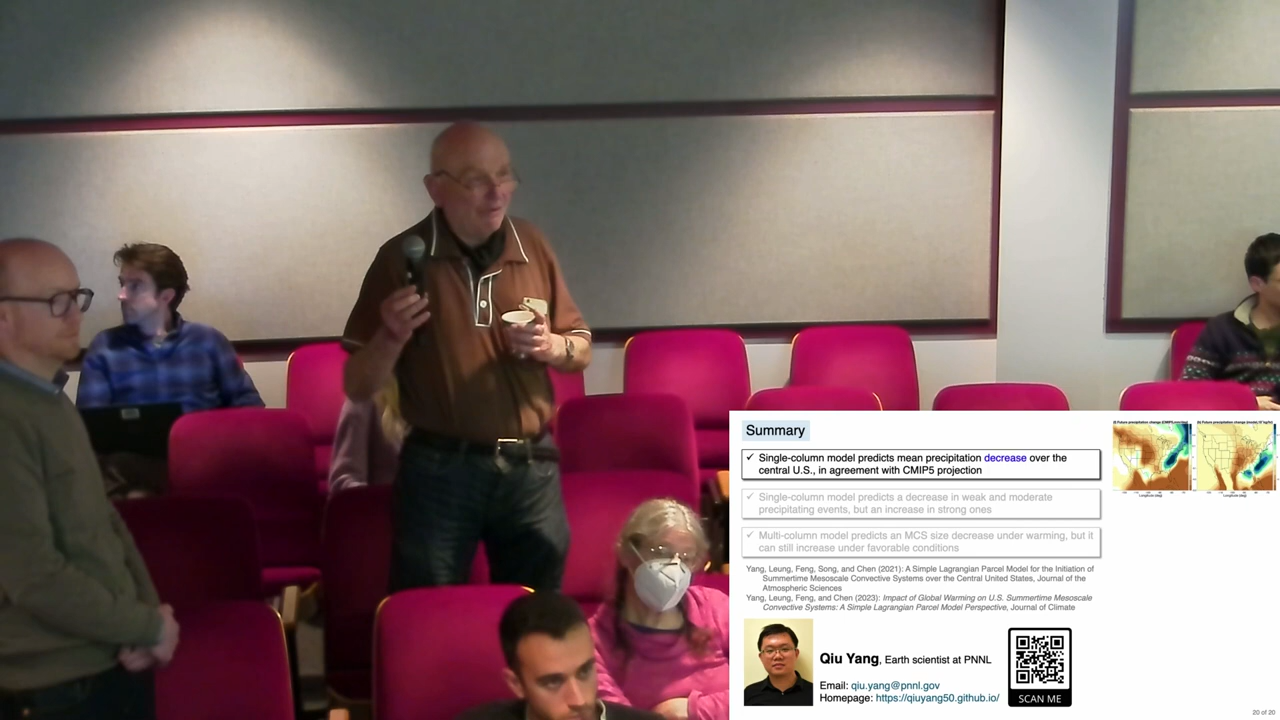 Summary
✓ Single-column model predicts mean precipitation decrease over the
central U.S., in agreement with CMIP5 projection
✓ Single-column model predicts a decrease in weak and moderate
precipitating events, but an increase in strong ones
✓ Multi-column model predicts an MCS size decrease under warming, but it
can still increase under favorable conditions
Yang, Leung, Feng, Song, and Chen (2021): A Simple Lagrangian Parcel Model for the Initiation of
Summertime Mesoscale Convective Systems over the Central United States, Journal of the
Atmospheric Sciences
Yang, Leung, Feng, and Chen (2023): Impact of Global Warming on U.S. Summertime Mesoscale
Convective Systems: A Simple Lagrangian Parcel Model Perspective, Journal of Climate
Qiu Yang, Earth scientist at PNNL
Email: qiu.yang@pnnl.gov
Homepage: https://qiuyang50.github.io/
SCAN ME
20 of 20